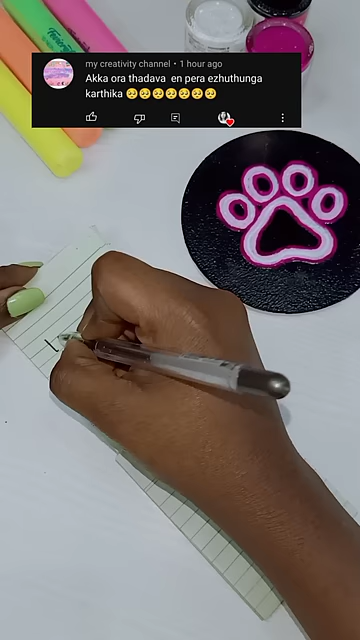 my creativity channel • 1 hour ago
Akka ora thadava en pera ezhuthunga
karthika 🥺🥺🥺🥺🥺🥺🥺